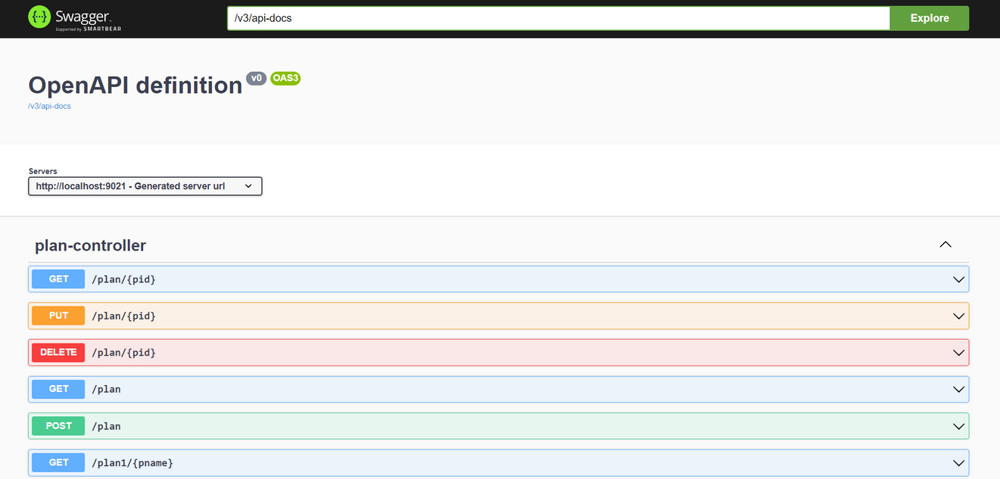 {···} Swagger™
Supported by SMARTBEAR
/v3/api-docs
Explore
OpenAPI definition v0 OAS3
/v3/api-docs
Servers
http://localhost:9021 - Generated server url
plan-controller
GET /plan/{pid}
PUT /plan/{pid}
DELETE /plan/{pid}
GET /plan
POST /plan
GET /plan1/{pname}